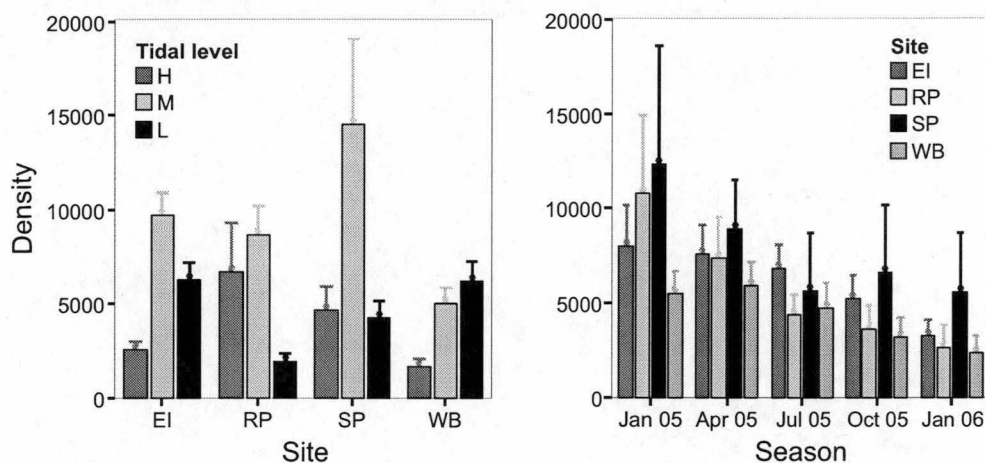 20000
15000
10000
5000
0
Density
Tidal level
H
M
L
EI RP SP WB
Site
20000
15000
10000
5000
0
Site
EI
RP
SP
WB
Jan 05 Apr 05 Jul 05 Oct 05 Jan 06
Season